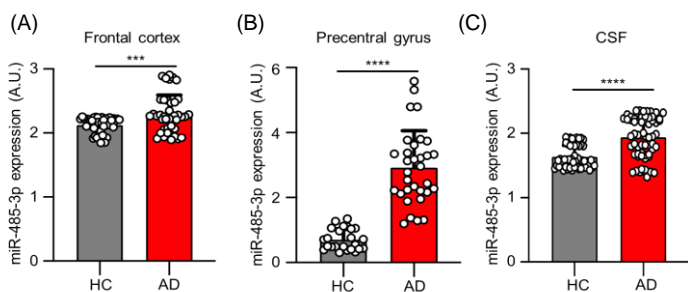 (A)
Frontal cortex
***
miR-485-3p expression (A.U.)
3
2
1
0
HC
AD
(B)
Precentral gyrus
****
miR-485-3p expression (A.U.)
6
4
2
0
HC
AD
(C)
CSF
****
miR-485-3p expression (A.U.)
3
2
1
0
HC
AD